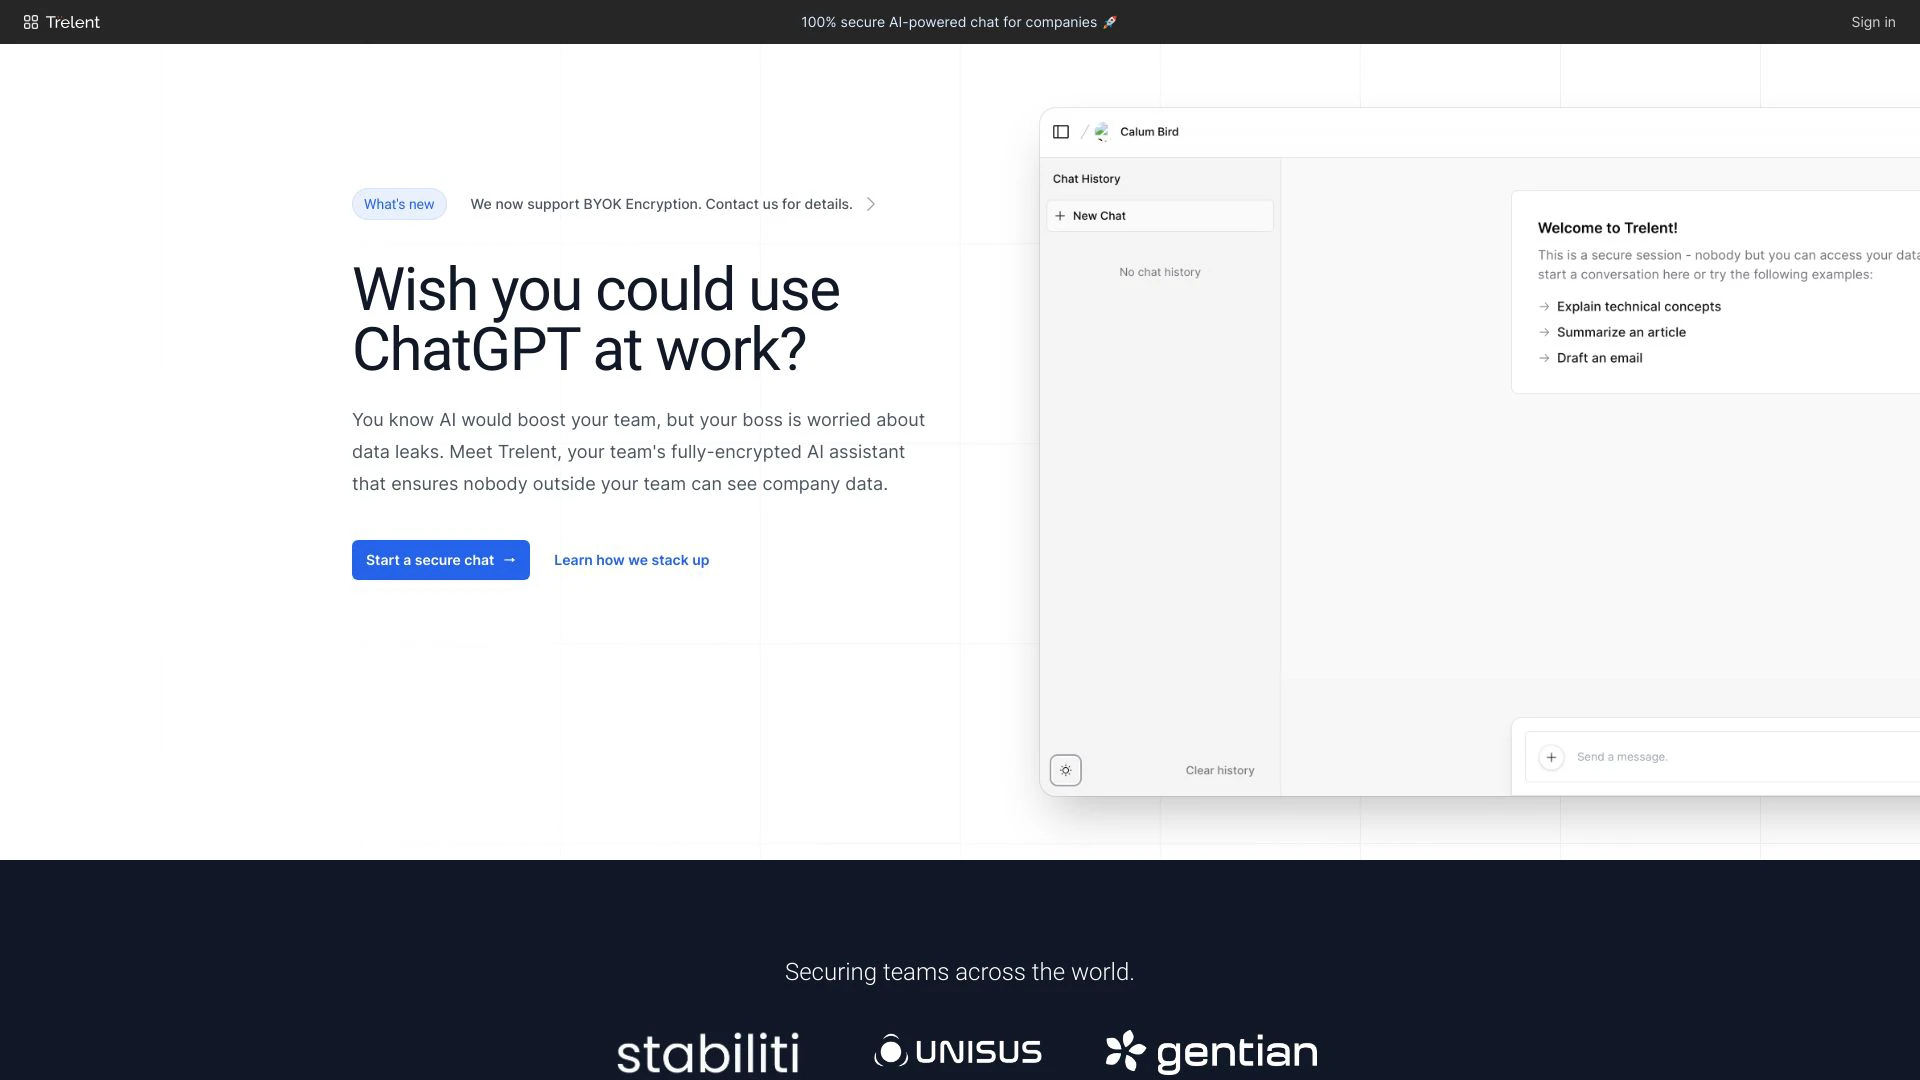 Trelent
100% secure AI-powered chat for companies 🚀
Sign in
What's new
We now support BYOK Encryption. Contact us for details.
Wish you could use
ChatGPT at work?
You know AI would boost your team, but your boss is worried about
data leaks. Meet Trelent, your team's fully-encrypted AI assistant
that ensures nobody outside your team can see company data.
Start a secure chat →
Learn how we stack up
Calum Bird
Chat History
New Chat
No chat history
Clear history
Welcome to Trelent!
This is a secure session - nobody but you can access your data
start a conversation here or try the following examples:
Explain technical concepts
Summarize an article
Draft an email
Send a message.
Securing teams across the world.
stabiliti
UNISUS
gentian